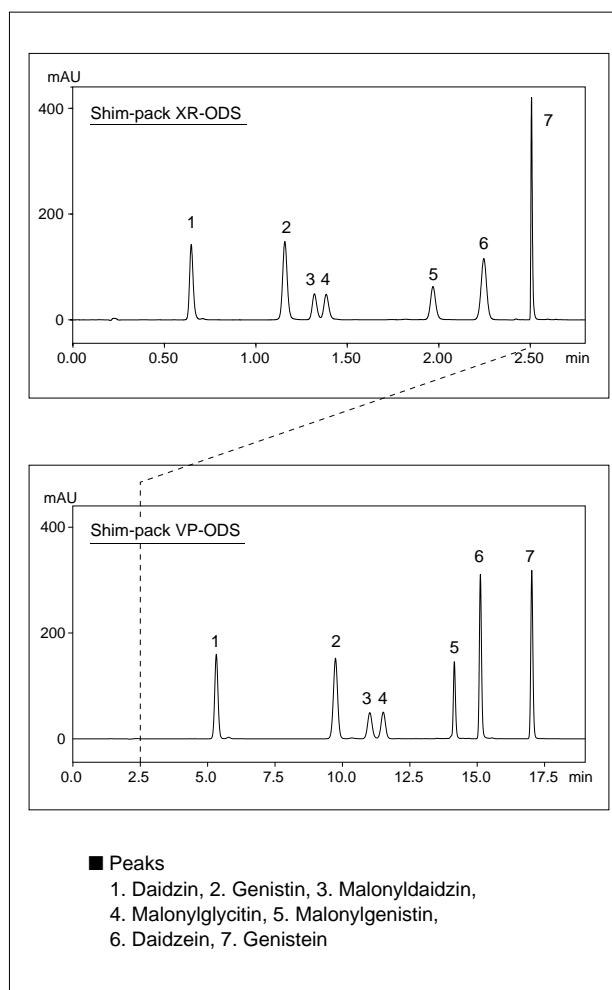 mAU
Shim-pack XR-ODS
400
200
0
1
2
3
4
5
6
7
0.00 0.50 1.00 1.50 2.00 2.50 min
mAU
Shim-pack VP-ODS
400
200
0
1
2
3
4
5
6
7
0.0 2.5 5.0 7.5 10.0 12.5 15.0 17.5 min
■ Peaks
1. Daidzin, 2. Genistin, 3. Malonyldaidzin,
4. Malonylglycitin, 5. Malonylgenistin,
6. Daidzein, 7. Genistein